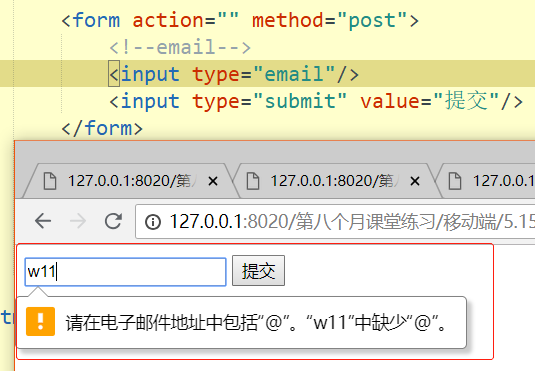 <form action="" method="post">
<!--email-->
<input type="email"/>
<input type="submit" value="提交"/>
</form>
127.0.0.1:8020/第八 127.0.0.1:8020/第八 127.0.0.1:8020
127.0.0.1:8020/第八个月课堂练习/移动端/5.15
w11 提交
请在电子邮件地址中包括“@”。“w11”中缺少“@”。